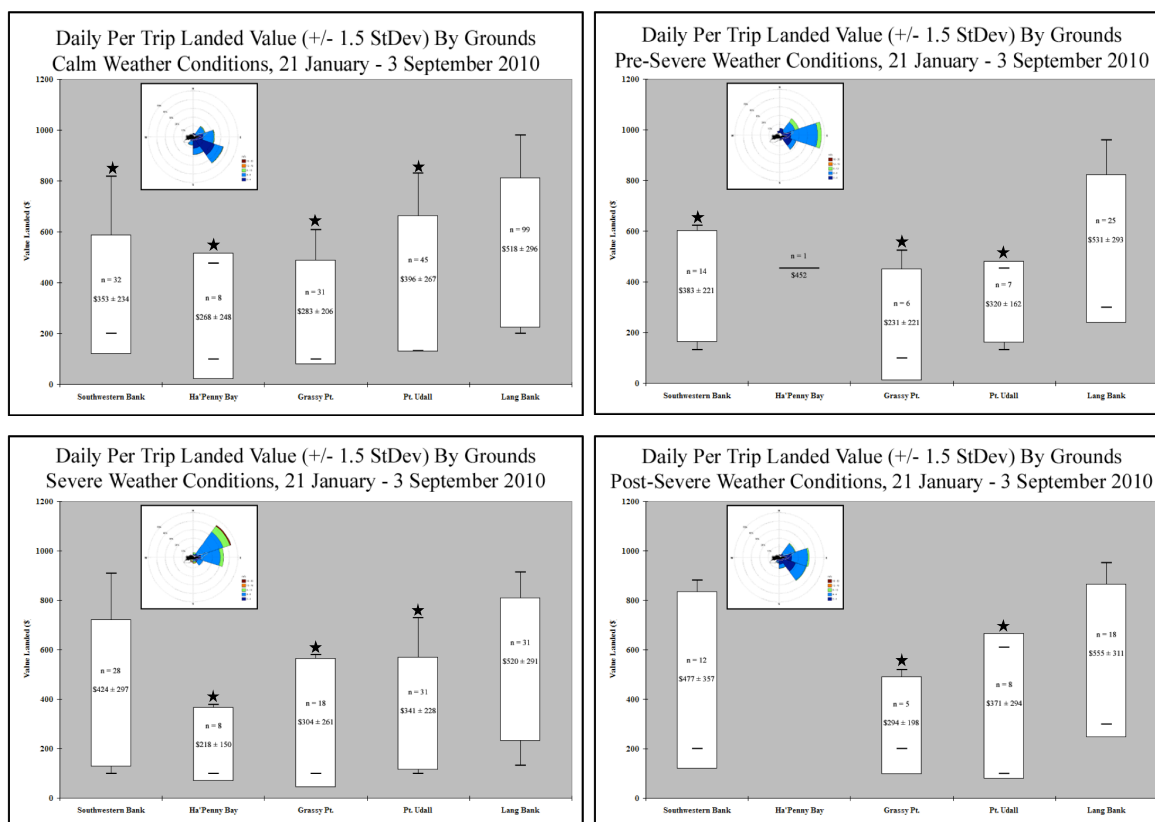 Daily Per Trip Landed Value (+/- 1.5 StDev) By Grounds
Calm Weather Conditions, 21 January - 3 September 2010
Value Landed ($
1200
1000
800
600
400
200
0
n = 32
$353 ± 234
n = 8
$268 ± 248
n = 31
$283 ± 206
n = 45
$396 ± 267
n = 99
$518 ± 296
Southwestern Bank
Ha'Penny Bay
Grassy Pt.
Pt. Udall
Lang Bank
Daily Per Trip Landed Value (+/- 1.5 StDev) By Grounds
Pre-Severe Weather Conditions, 21 January - 3 September 2010
Value Landed ($
1200
1000
800
600
400
200
0
n = 14
$383 ± 221
n = 1
$452
n = 6
$231 ± 221
n = 7
$320 ± 162
n = 25
$531 ± 293
Southwestern Bank
Ha'Penny Bay
Grassy Pt.
Pt. Udall
Lang Bank
Daily Per Trip Landed Value (+/- 1.5 StDev) By Grounds
Severe Weather Conditions, 21 January - 3 September 2010
Value Landed ($
1200
1000
800
600
400
200
0
n = 28
$424 ± 297
n = 8
$218 ± 150
n = 18
$304 ± 261
n = 31
$341 ± 228
n = 31
$520 ± 291
Southwestern Bank
Ha'Penny Bay
Grassy Pt.
Pt. Udall
Lang Bank
Daily Per Trip Landed Value (+/- 1.5 StDev) By Grounds
Post-Severe Weather Conditions, 21 January - 3 September 2010
Value Landed ($
1200
1000
800
600
400
200
0
n = 12
$477 ± 357
n = 5
$294 ± 198
n = 8
$371 ± 294
n = 18
$555 ± 311
Southwestern Bank
Ha'Penny Bay
Grassy Pt.
Pt. Udall
Lang Bank